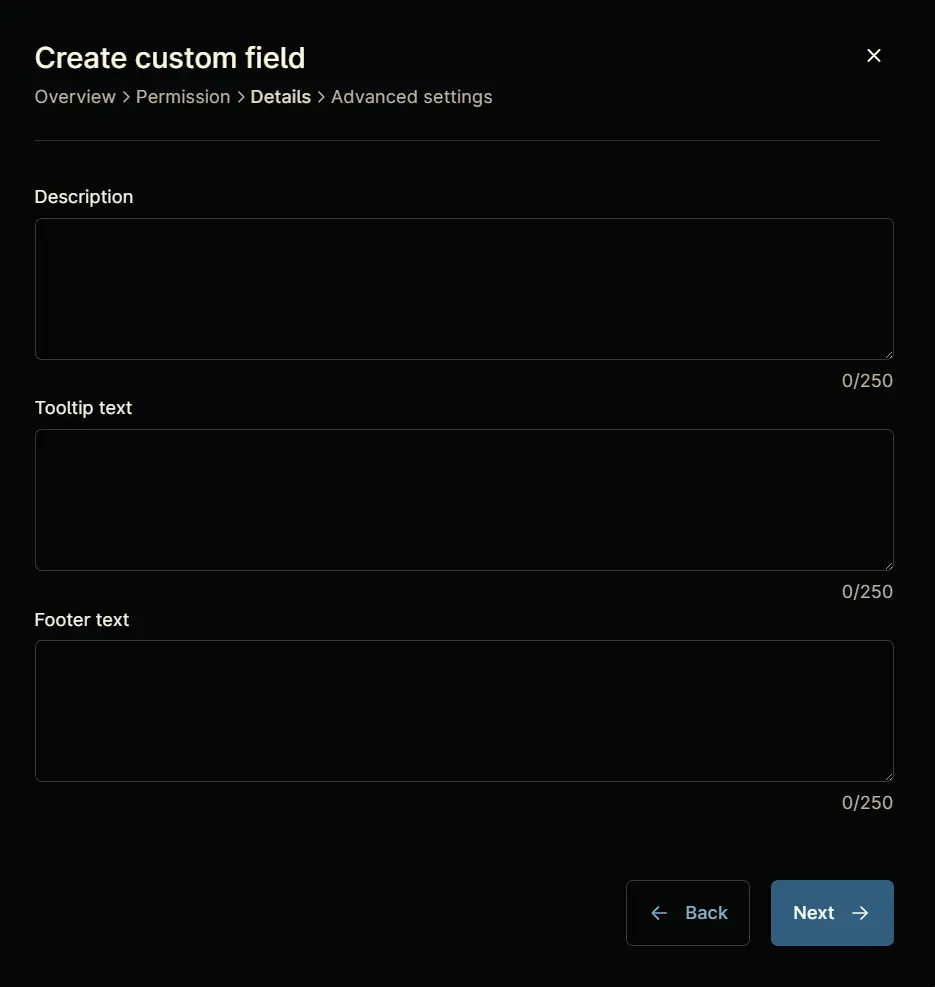 Create custom field
Overview > Permission > Details > Advanced settings
Description
0/250
Tooltip text
0/250
Footer text
0/250
Back
Next